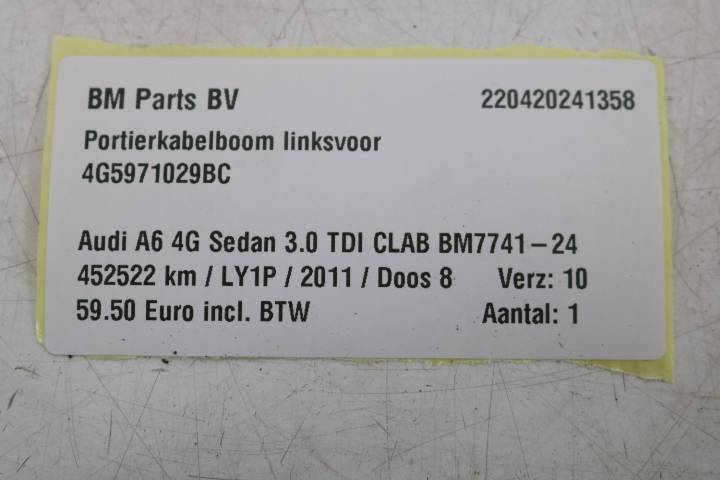 BM Parts BV 220420241358
Portierkabelboom linksvoor
4G5971029BC
Audi A6 4G Sedan 3.0 TDI CLAB BM7741-24
452522 km / LY1P / 2011 / Doos 8 Verz: 10
59.50 Euro incl. BTW Aantal: 1